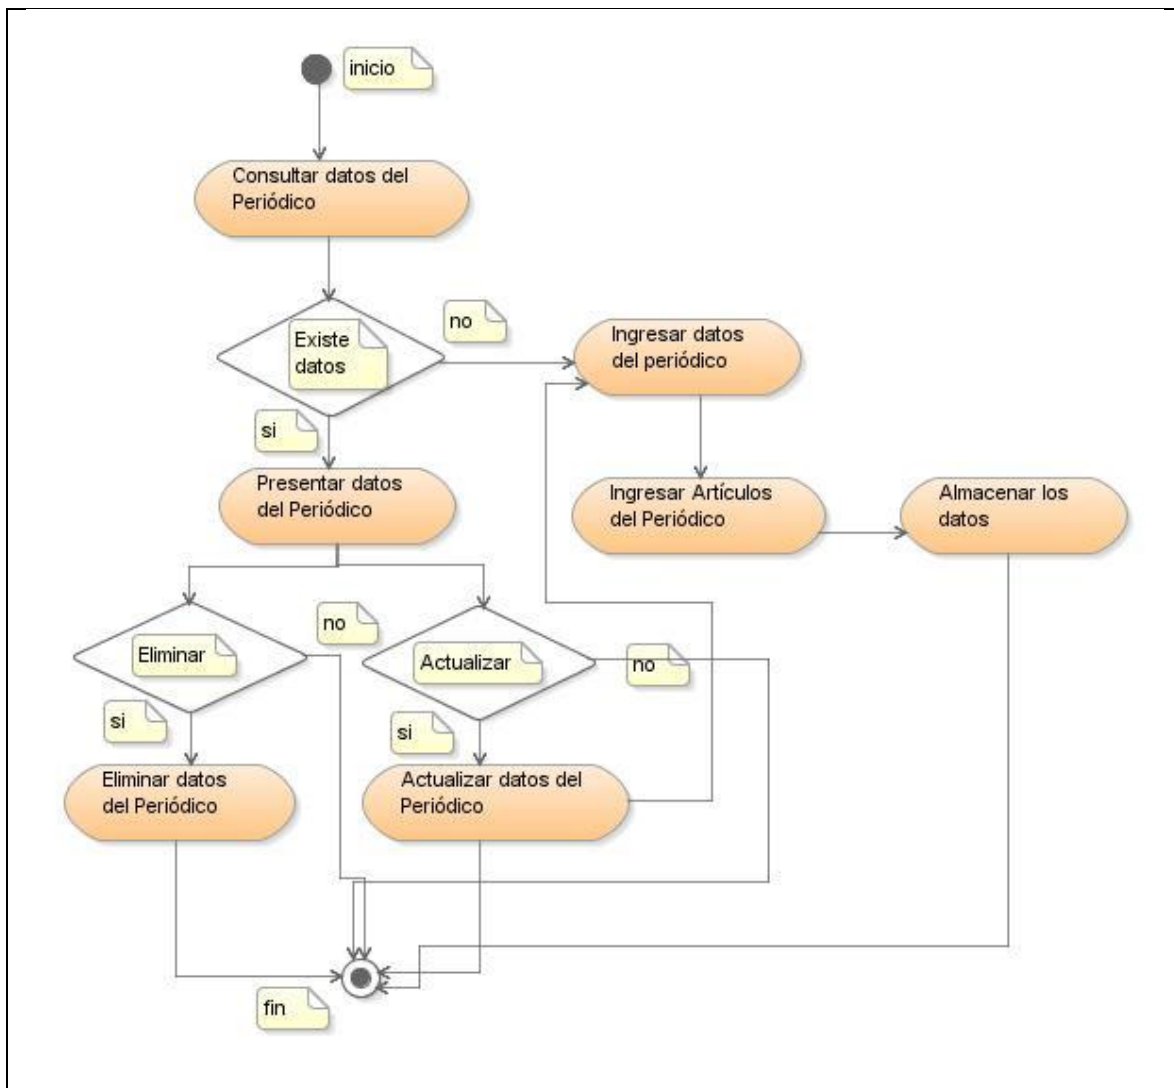 inicio
Consultar datos del
Periódico
Existe
datos
no
Ingresar datos
del periódico
si
Presentar datos
del Periódico
Ingresar Artículos
del Periódico
Almacenar los
datos
Eliminar
no
Actualizar
no
si
si
Eliminar datos
del Periódico
Actualizar datos del
Periódico
fin